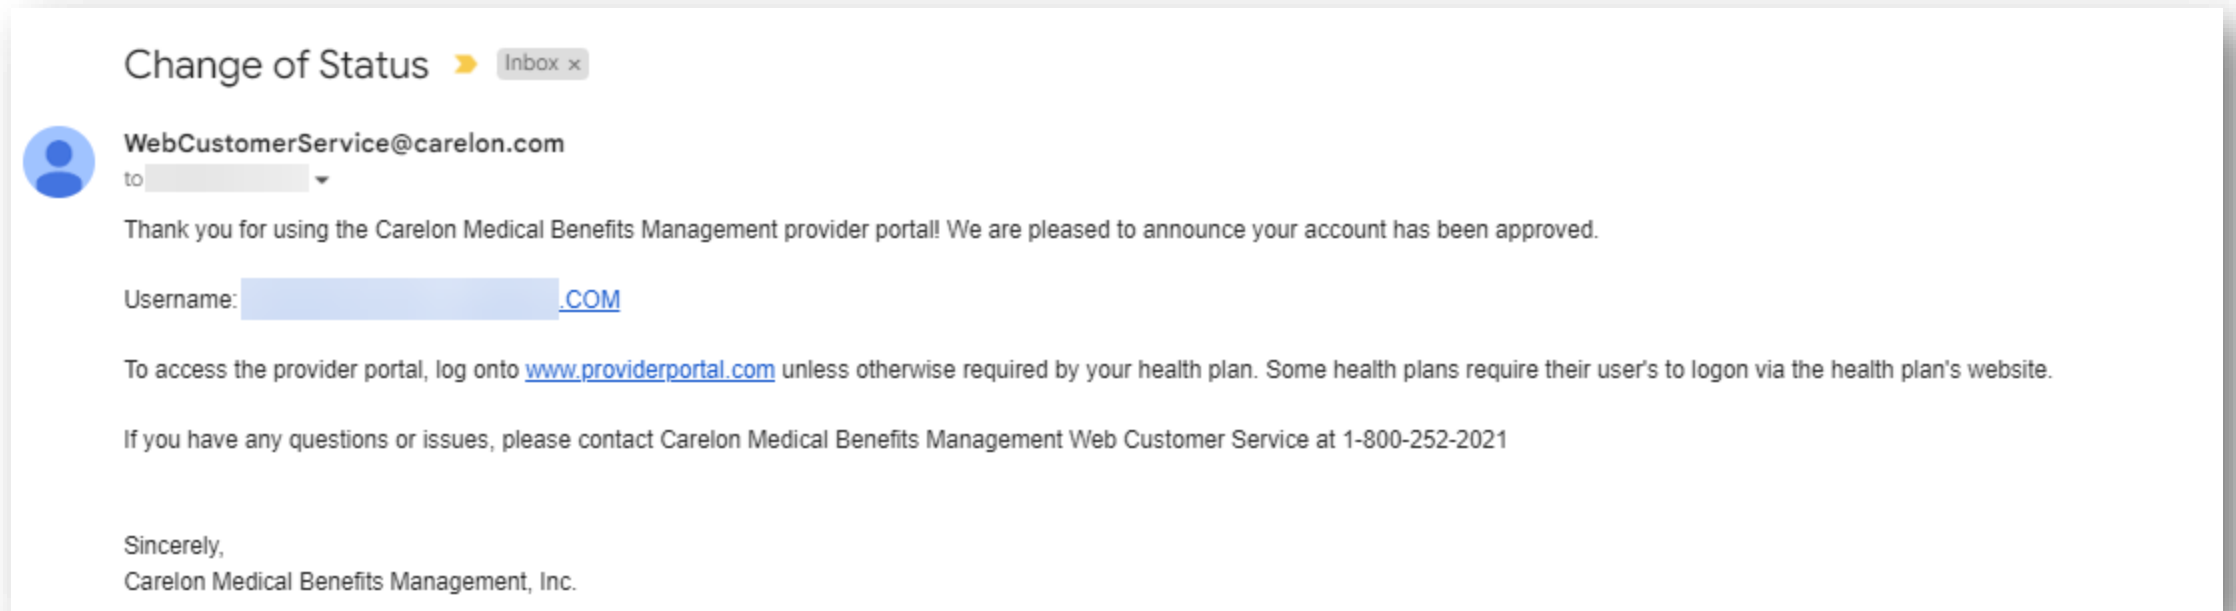 Change of Status
Inbox x
WebCustomerService@carelon.com
to
Thank you for using the Carelon Medical Benefits Management provider portal! We are pleased to announce your account has been approved.
Username: .COM
To access the provider portal, log onto www.providerportal.com unless otherwise required by your health plan. Some health plans require their user's to logon via the health plan's website.
If you have any questions or issues, please contact Carelon Medical Benefits Management Web Customer Service at 1-800-252-2021
Sincerely,
Carelon Medical Benefits Management, Inc.